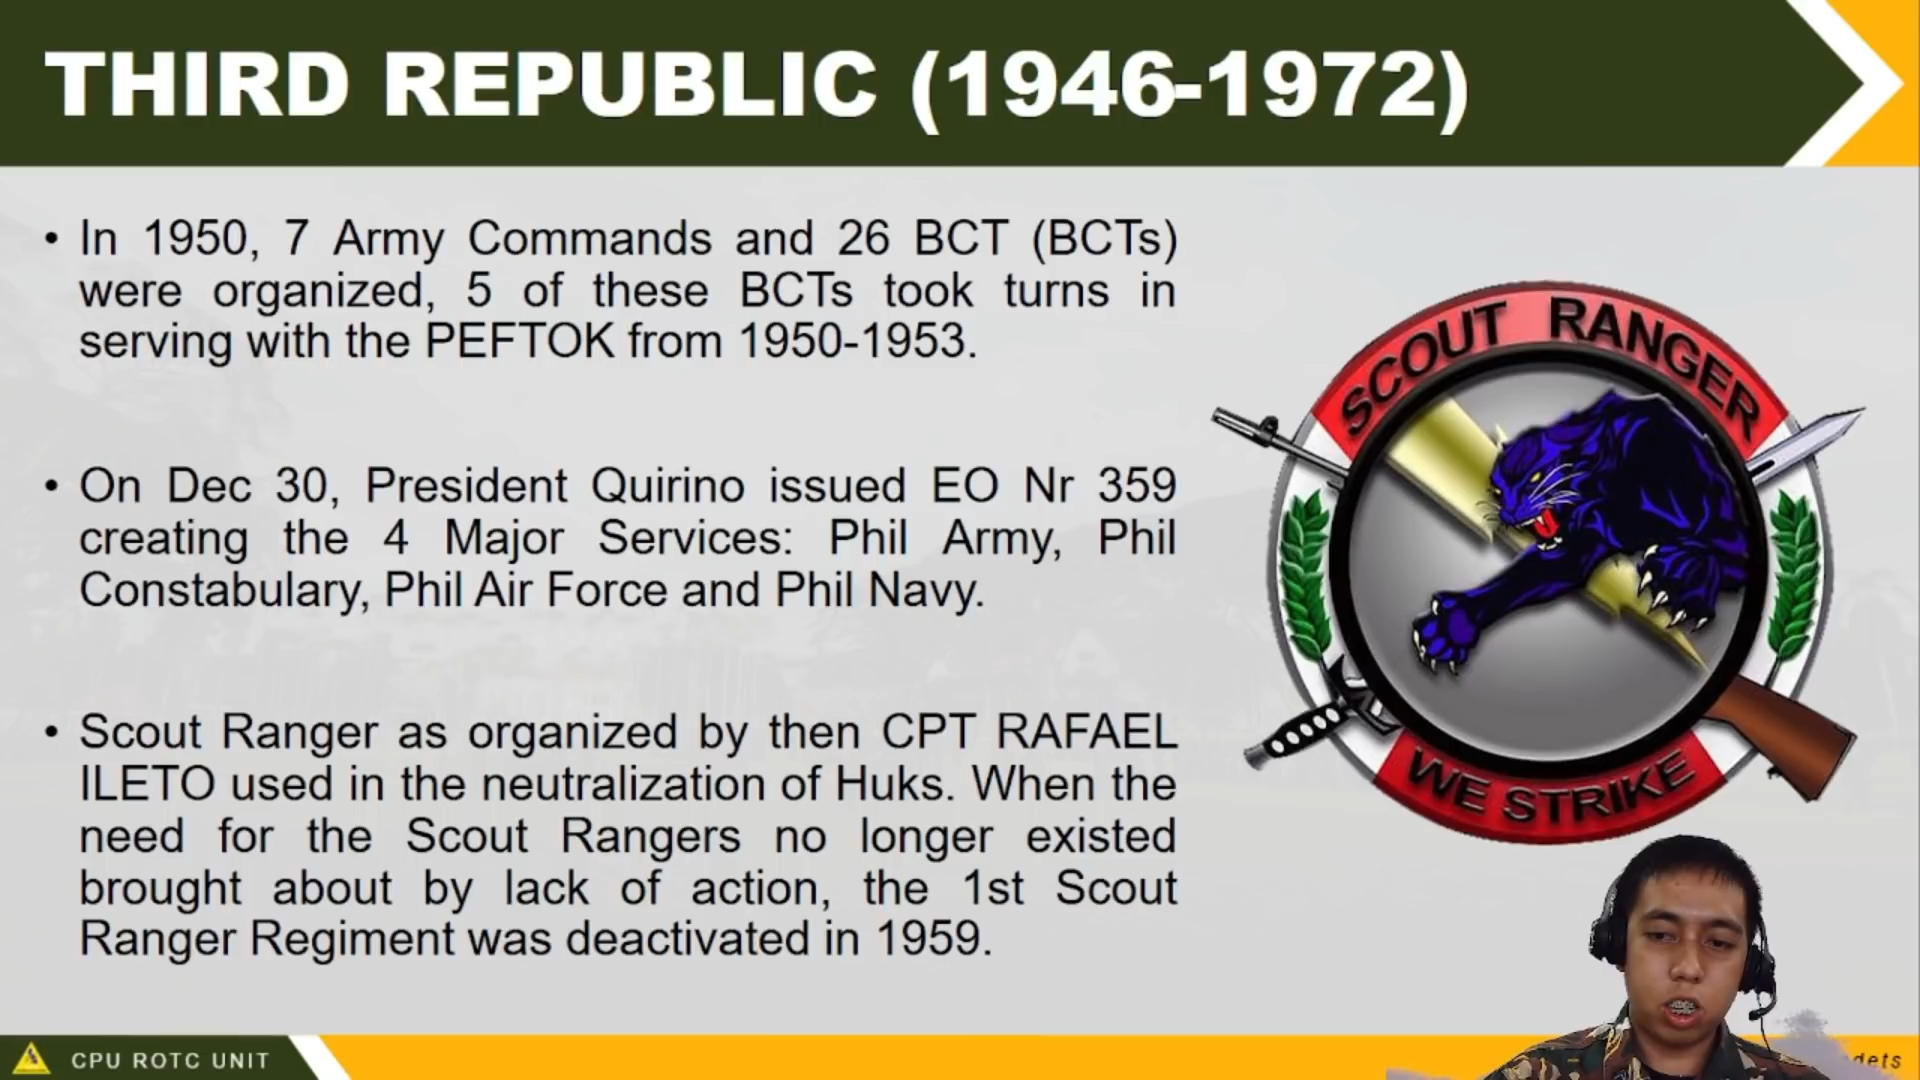 THIRD REPUBLIC (1946-1972)
• In 1950, 7 Army Commands and 26 BCT (BCTs)
were organized, 5 of these BCTs took turns in
serving with the PEFTOK from 1950-1953.
• On Dec 30, President Quirino issued EO Nr 359
creating the 4 Major Services: Phil Army, Phil
Constabulary, Phil Air Force and Phil Navy.
• Scout Ranger as organized by then CPT RAFAEL
ILETO used in the neutralization of Huks. When the
need for the Scout Rangers no longer existed
brought about by lack of action, the 1st Scout
Ranger Regiment was deactivated in 1959.
SCOUT RANGER
WE STRIKE
CPU ROTC UNIT